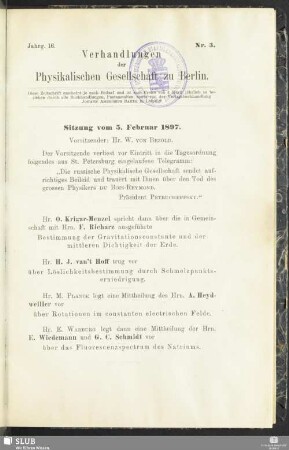 Jahrg. 16.
Nr. 3.
Verhandlungen
der
Physikalischen Gesellschaft zu Berlin.
Sitzung vom 5. Februar 1897.
Vorsitzender: Hr. W. von Bezold.
Der Vorsitzende verliest vor Eintritt in die Tagesordnung
folgendes aus St. Petersburg eingelaufene Telegramm:
„Die russische Physikalische Gesellschaft sendet auf-
richtiges Beileid und trauert mit Ihnen über den Tod des
grossen Physikers du Bois-Reymond.
Präsident
Hr. O. Krigar-Menzel spricht dann über die in Gemein-
schaft mit Hrn. F. Richarz ausgeführte
Bestimmung der Gravitationsconstante und der
mittleren Dichtigkeit der Erde.
Hr. H. J. van't Hoff trug vor
über Löslichkeitsbestimmung durch Schmelzpunkts-
erniedrigung.
Hr. M. Planck legt eine Mittheilung des Hrn. A. Heyd-
weiller vor
über Rotationen im constanten electrischen Felde.
Hr. E. Warburg legt dann eine Mittheilung der Hrn.
E. Wiedemann und G. C. Schmidt vor
über das Fluorescenzspectrum des Natriums.
SLUB
Wir führen Wissen.